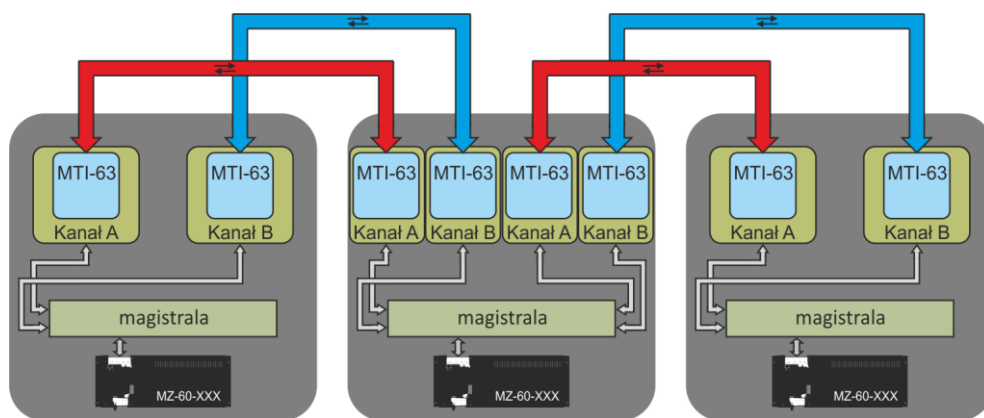 MTI-63
Kanał A
MTI-63
Kanał B
magistrala
MZ-60-XXX
MTI-63
Kanał A
MTI-63
Kanał B
MTI-63
Kanał A
MTI-63
Kanał B
magistrala
MZ-60-XXX
MTI-63
Kanał A
MTI-63
Kanał B
magistrala
MZ-60-XXX